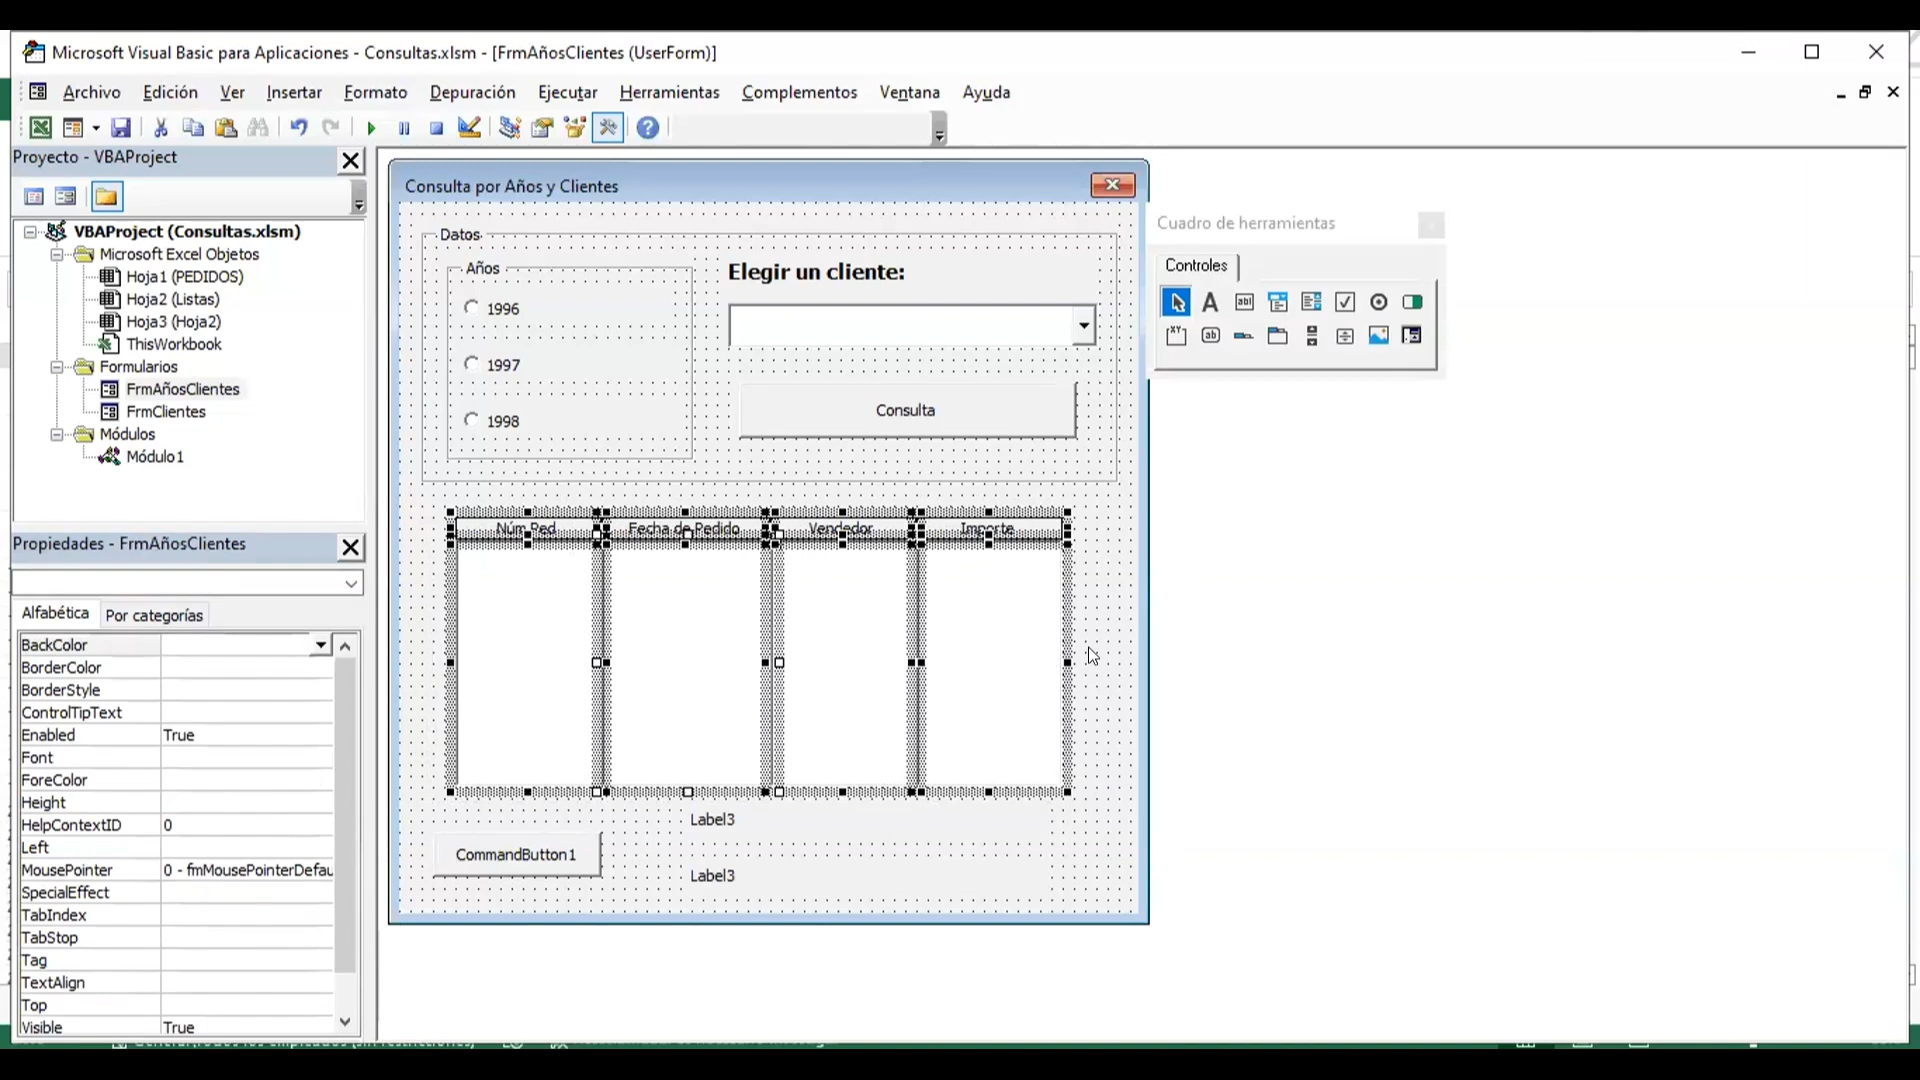 Microsoft Visual Basic para Aplicaciones - Consultas.xlsm - [FrmAñosClientes (UserForm)]
Archivo Edición Ver Insertar Formato Depuración Ejecutar Herramientas Complementos Ventana Ayuda
Proyecto - VBAProject
VBAProject (Consultas.xlsm)
Microsoft Excel Objetos
Hoja1 (PEDIDOS)
Hoja2 (Listas)
Hoja3 (Hoja2)
ThisWorkbook
Formularios
FrmAñosClientes
FrmClientes
Módulos
Módulo1
Propiedades - FrmAñosClientes
Alfabética Por categorías
BackColor
BorderColor
BorderStyle
ControlTipText
Enabled True
Font
ForeColor
Height
HelpContextID 0
Left
MousePointer 0 - fmMousePointerDefau
SpecialEffect
TabIndex
TabStop
Tag
TextAlign
Top
Visible True
Consulta por Años y Clientes
Datos
Años
1996
1997
1998
Elegir un cliente:
Consulta
Núm Ped Fecha de Pedido Vendedor Importe
Label3
CommandButton1
Label3
Cuadro de herramientas
Controles